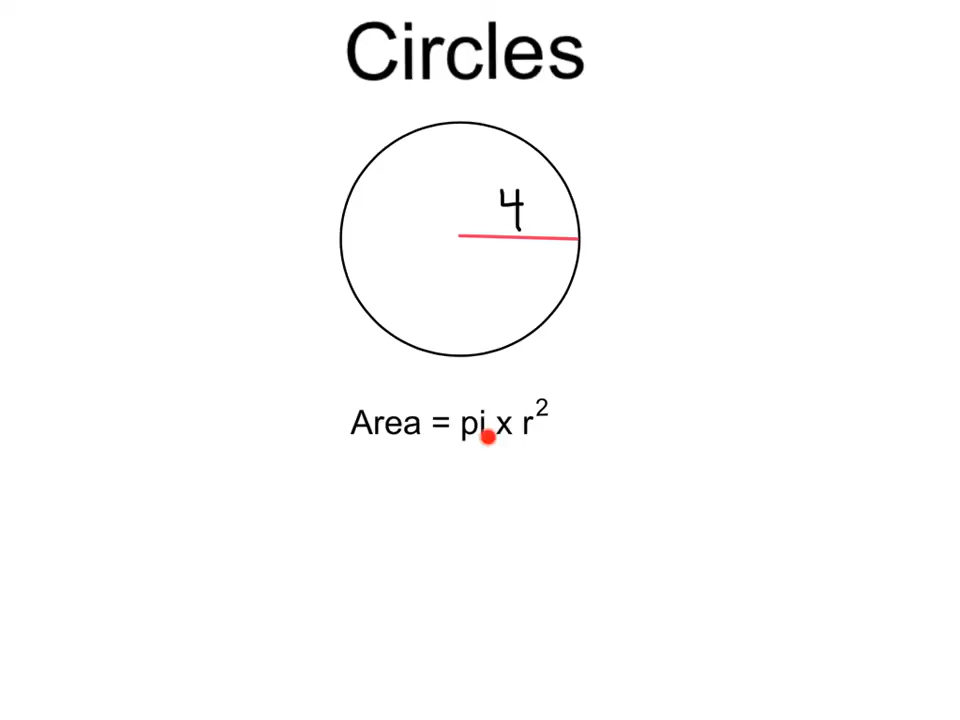 Circles
4
Area = pi x r²